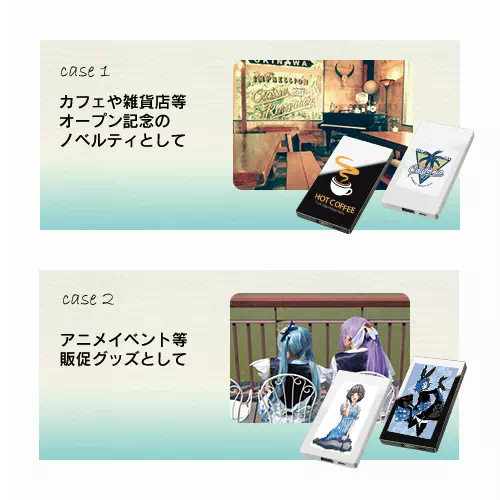 case 1
カフェや雑貨店等
オープン記念の
ノベルティとして
OKINAWA
IMPRESSION
HOT COFFEE
case 2
アニメイベント等
販促グッズとして